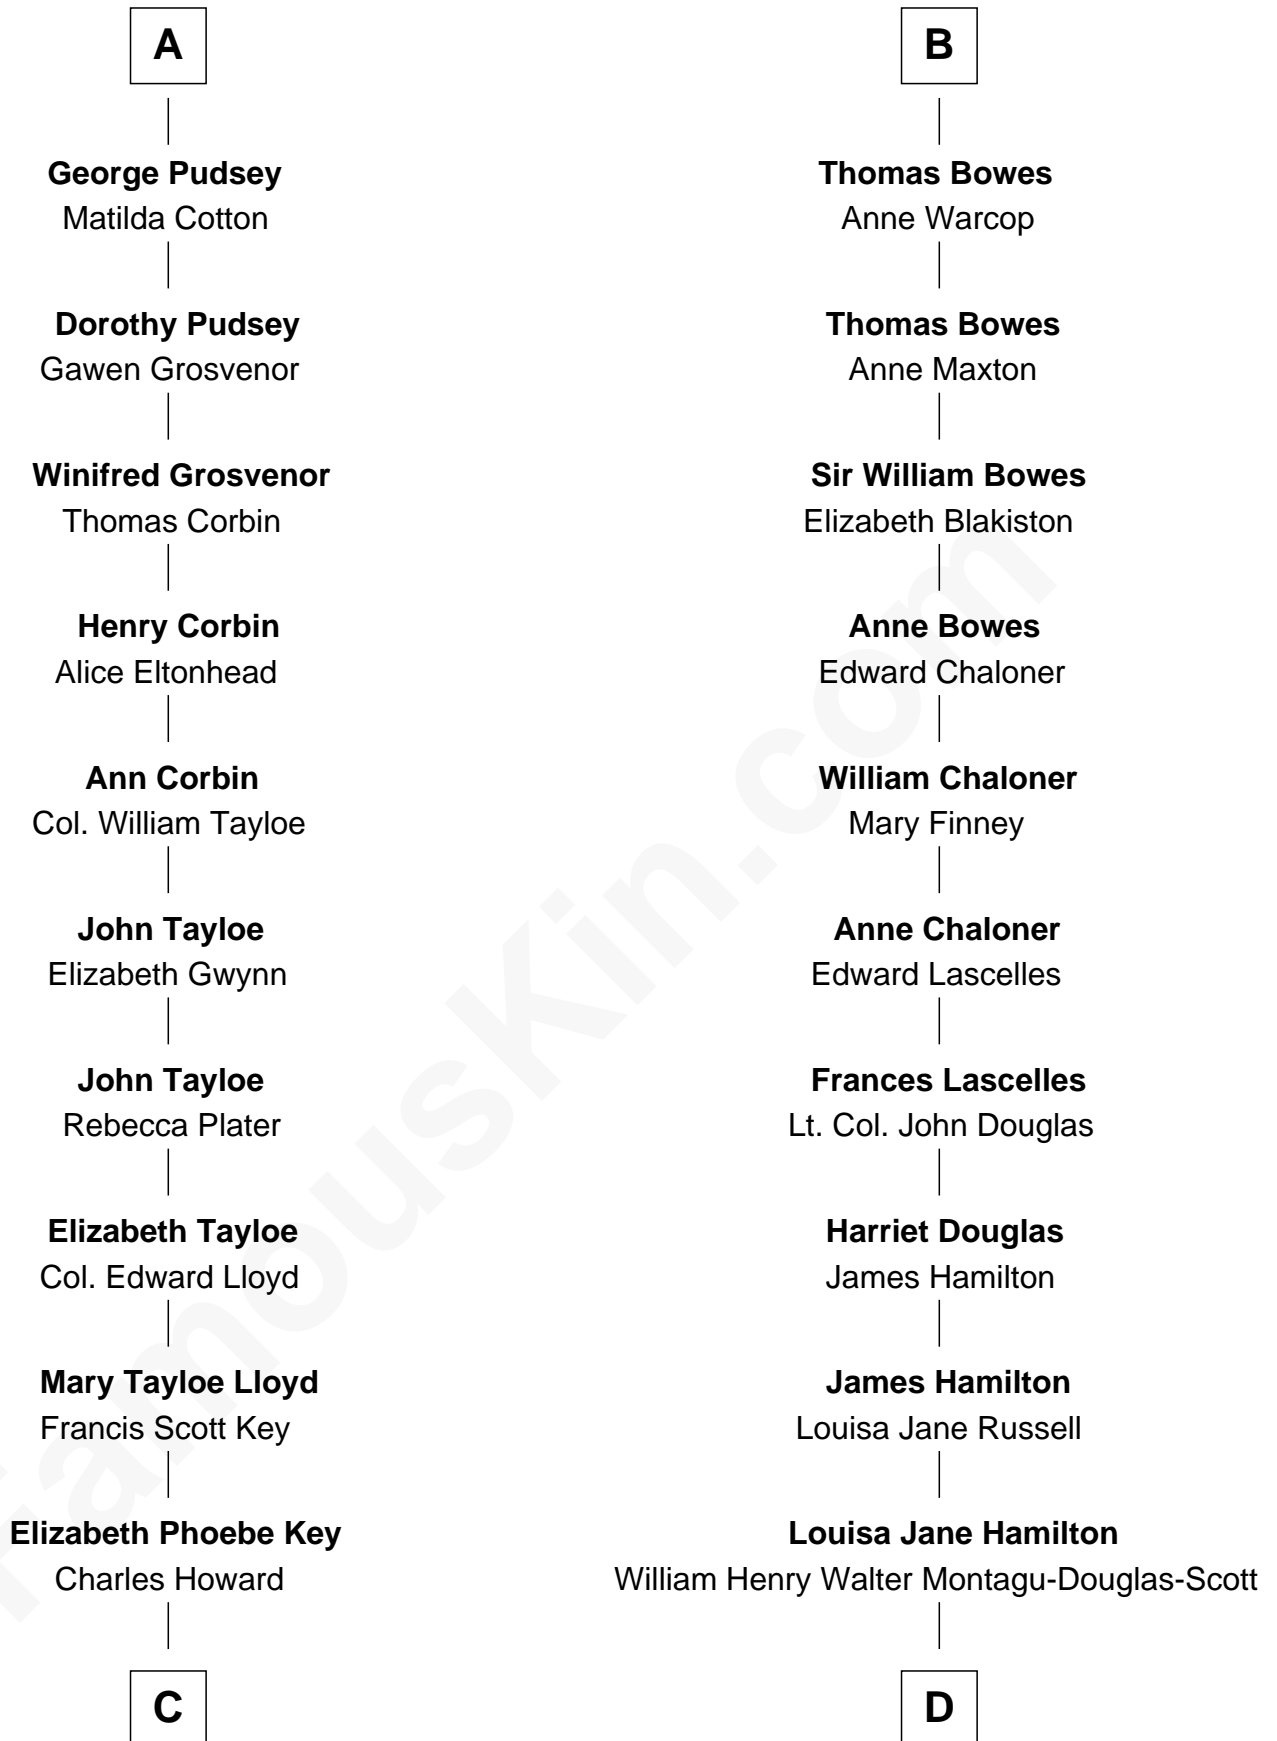 A
George Pudsey
Matilda Cotton
Dorothy Pudsey
Gawen Grosvenor
Winifred Grosvenor
Thomas Corbin
Henry Corbin
Alice Eltonhead
Ann Corbin
Col. William Tayloe
John Tayloe
Elizabeth Gwynn
John Tayloe
Rebecca Plater
Elizabeth Tayloe
Col. Edward Lloyd
Mary Tayloe Lloyd
Francis Scott Key
Elizabeth Phoebe Key
Charles Howard
C
B
Thomas Bowes
Anne Warcop
Thomas Bowes
Anne Maxton
Sir William Bowes
Elizabeth Blakiston
Anne Bowes
Edward Chaloner
William Chaloner
Mary Finney
Anne Chaloner
Edward Lascelles
Frances Lascelles
Lt. Col. John Douglas
Harriet Douglas
James Hamilton
James Hamilton
Louisa Jane Russell
Louisa Jane Hamilton
William Henry Walter Montagu-Douglas-Scott
D
FamousKin.com